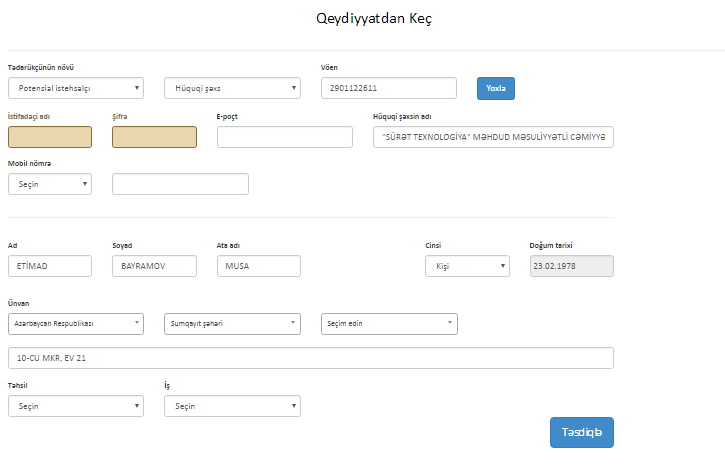 Qeydiyyatdan Keç
Tədarükçünün növü Vöen
Potensial istehsalçı Hüquqi şəxs 2901122611 Yoxla
İstifadəçi adı Şifrə E-poçt Hüquqi şəxsin adı
"SÜRƏT TEXNOLOGİYA" MƏHDUD MƏSULİYYƏTLİ CƏMİYYƏ
Mobil nömrə
Seçin
Ad Soyad Ata adı Cinsi Doğum tarixi
ETİMAD BAYRAMOV MUSA Kişi 23.02.1978
Ünvan
Azərbaycan Respublikası Sumqayıt şəhəri Seçim edin
10-CU MKR, EV 21
Təhsil İş
Seçin Seçin
Təsdiqlə